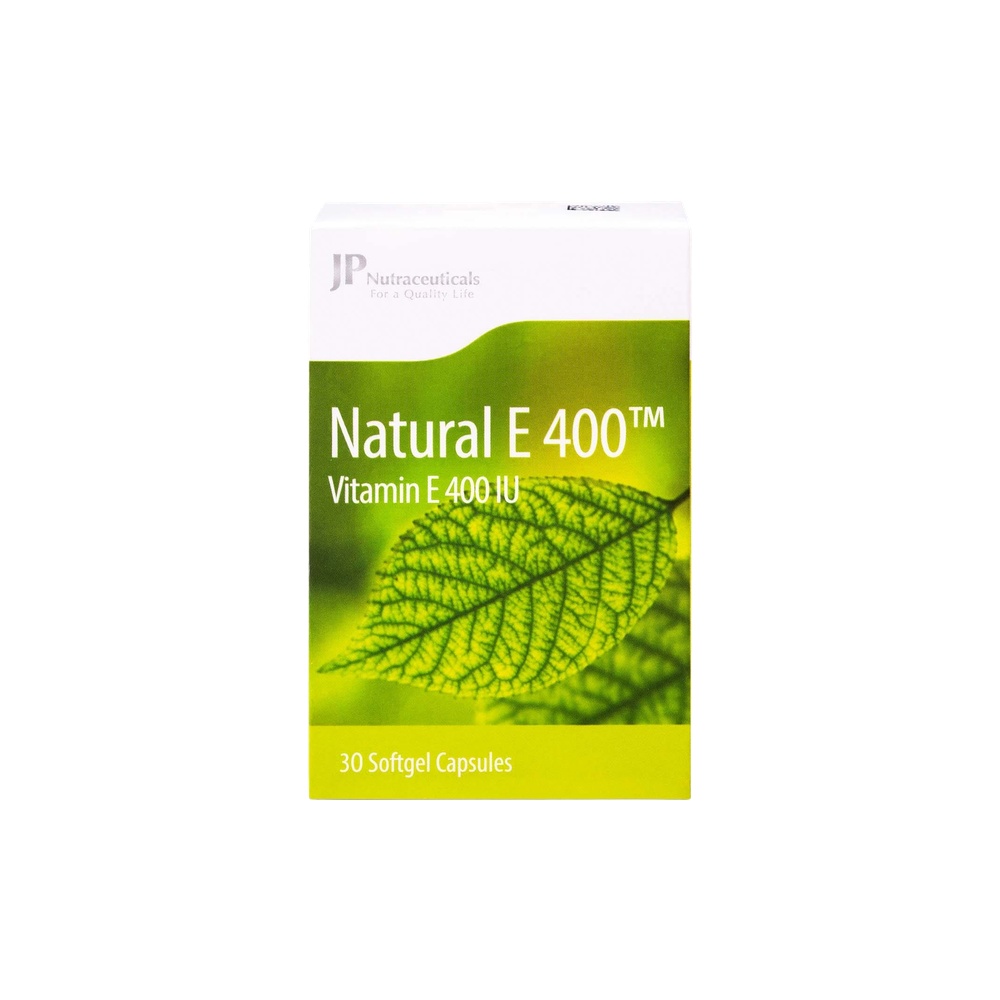 JP Nutraceuticals
For a Quality Life
Natural E 400™
Vitamin E 400 IU
30 Softgel Capsules